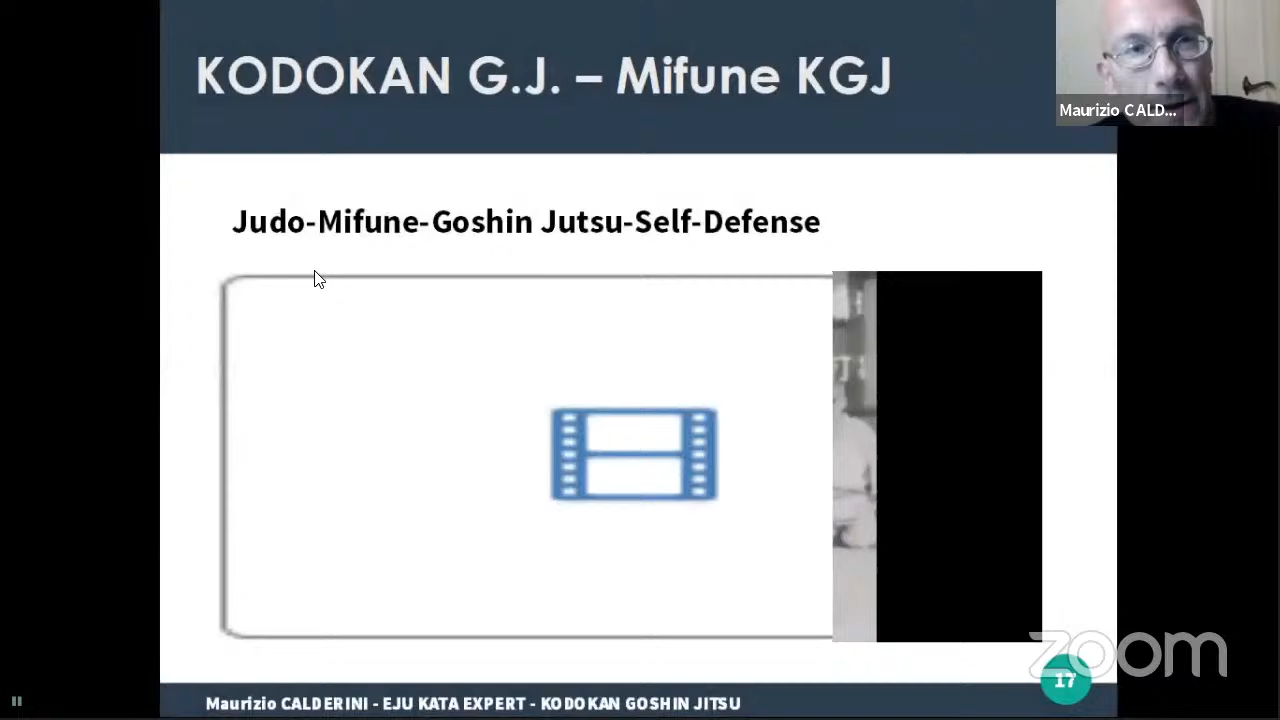 KODOKAN G.J. – Mifune KGJ
Maurizio CALD...
Judo-Mifune-Goshin Jutsu-Self-Defense
zoom
17
Maurizio CALDERINI - EJU KATA EXPERT - KODOKAN GOSHIN JITSU